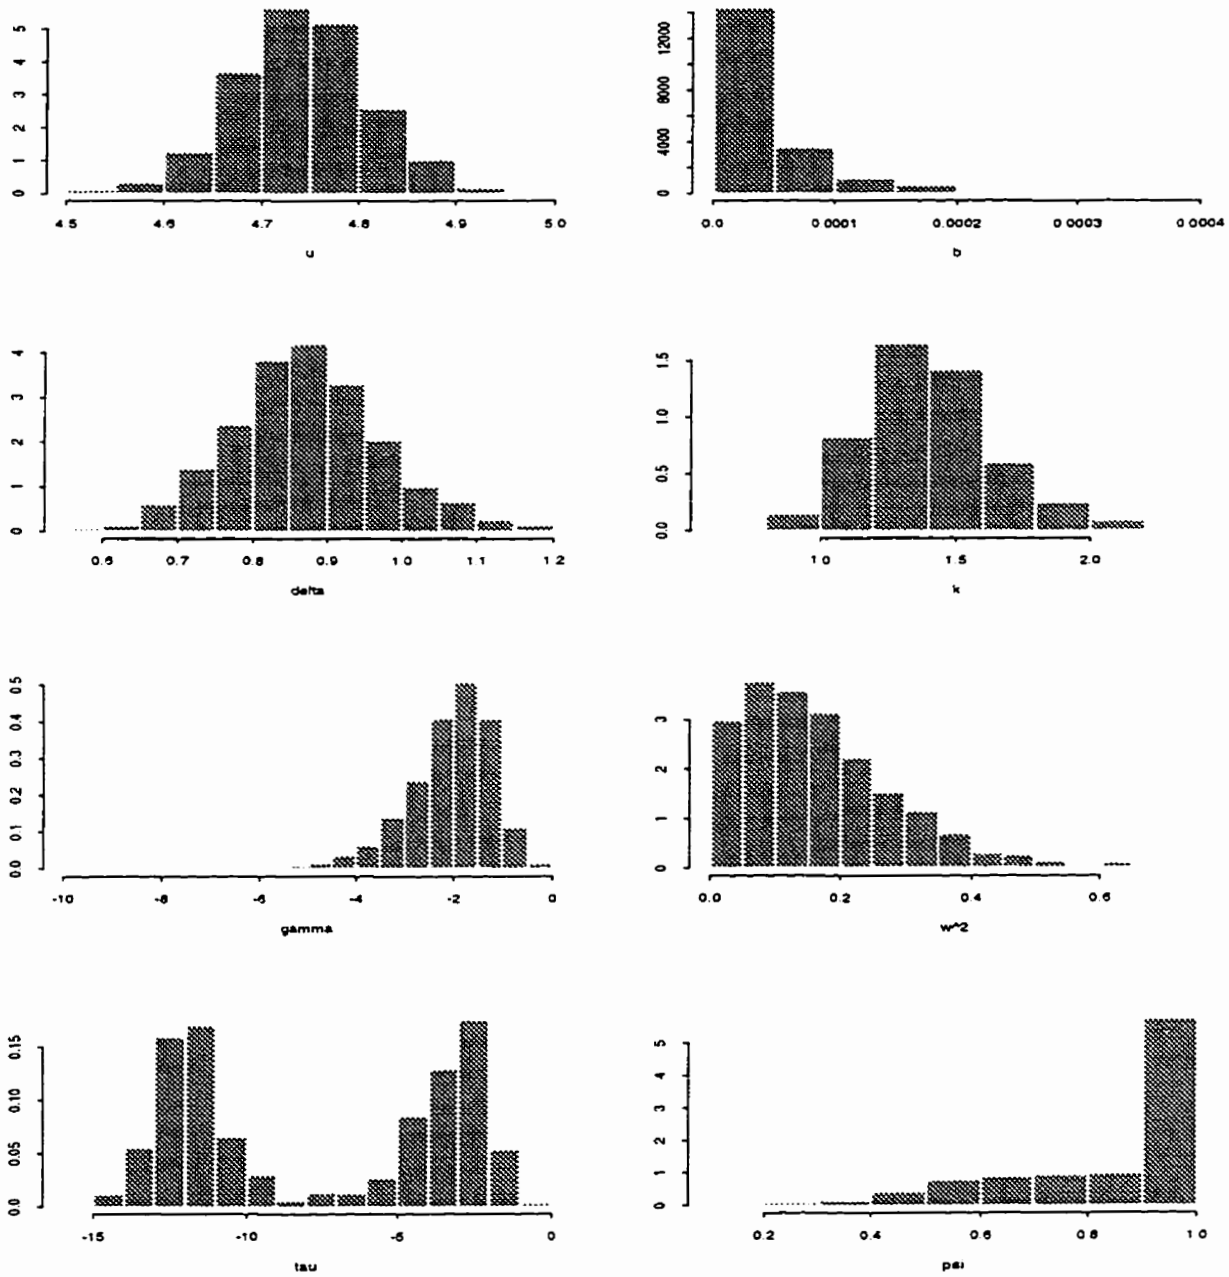 0 1 2 3 4 5
4.5 4.6 4.7 4.8 4.9 5.0
u
0 4000 8000 12000
0.0 0.0001 0.0002 0.0003 0.0004
b
0 1 2 3 4
0.6 0.7 0.8 0.9 1.0 1.1 1.2
delta
0.0 0.5 1.0 1.5
1.0 1.5 2.0
k
0.0 0.1 0.2 0.3 0.4 0.5
-10 -8 -6 -4 -2 0
gamma
0 1 2 3
0.0 0.2 0.4 0.6
w^2
0.0 0.05 0.10 0.15
-15 -10 -5 0
tau
0 1 2 3 4 5
0.2 0.4 0.6 0.8 1.0
psi